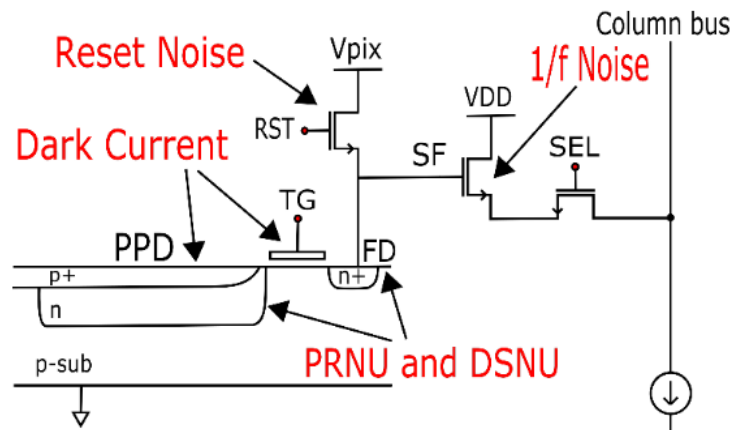 Column bus
Reset Noise
Vpix
1/f Noise
VDD
RST
SF
SEL
Dark Current
TG
PPD
FD
p+
n+
n
PRNU and DSNU
p-sub